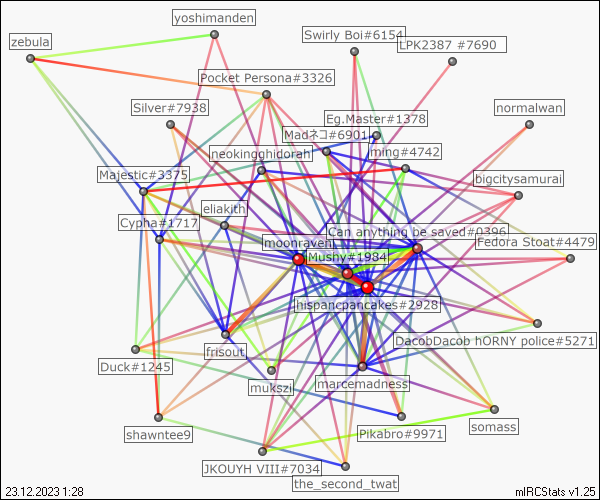 yoshimanden
zebula
Swirly Boi#6154
LPK2387 #7690
Pocket Persona#3326
Silver#7938
normalwan
Eg.Master#1378
Madネコ#6901
neokingghidorah
ming#4742
Majestic#3375
bigcitysamurai
eliakith
Cypha#1717
Can anything be saved#0396
moonraven
Fedora Stoat#4479
Mushy#1984
hispancpancakes#2928
DacobDacob hORNY police#5271
frisout
Duck#1245
mukszi
marcemadness
somass
shawntee9
Pikabro#9971
JKOUYH VIII#7034
the_second_twat
23.12.2023 1:28
mIRCStats v1.25